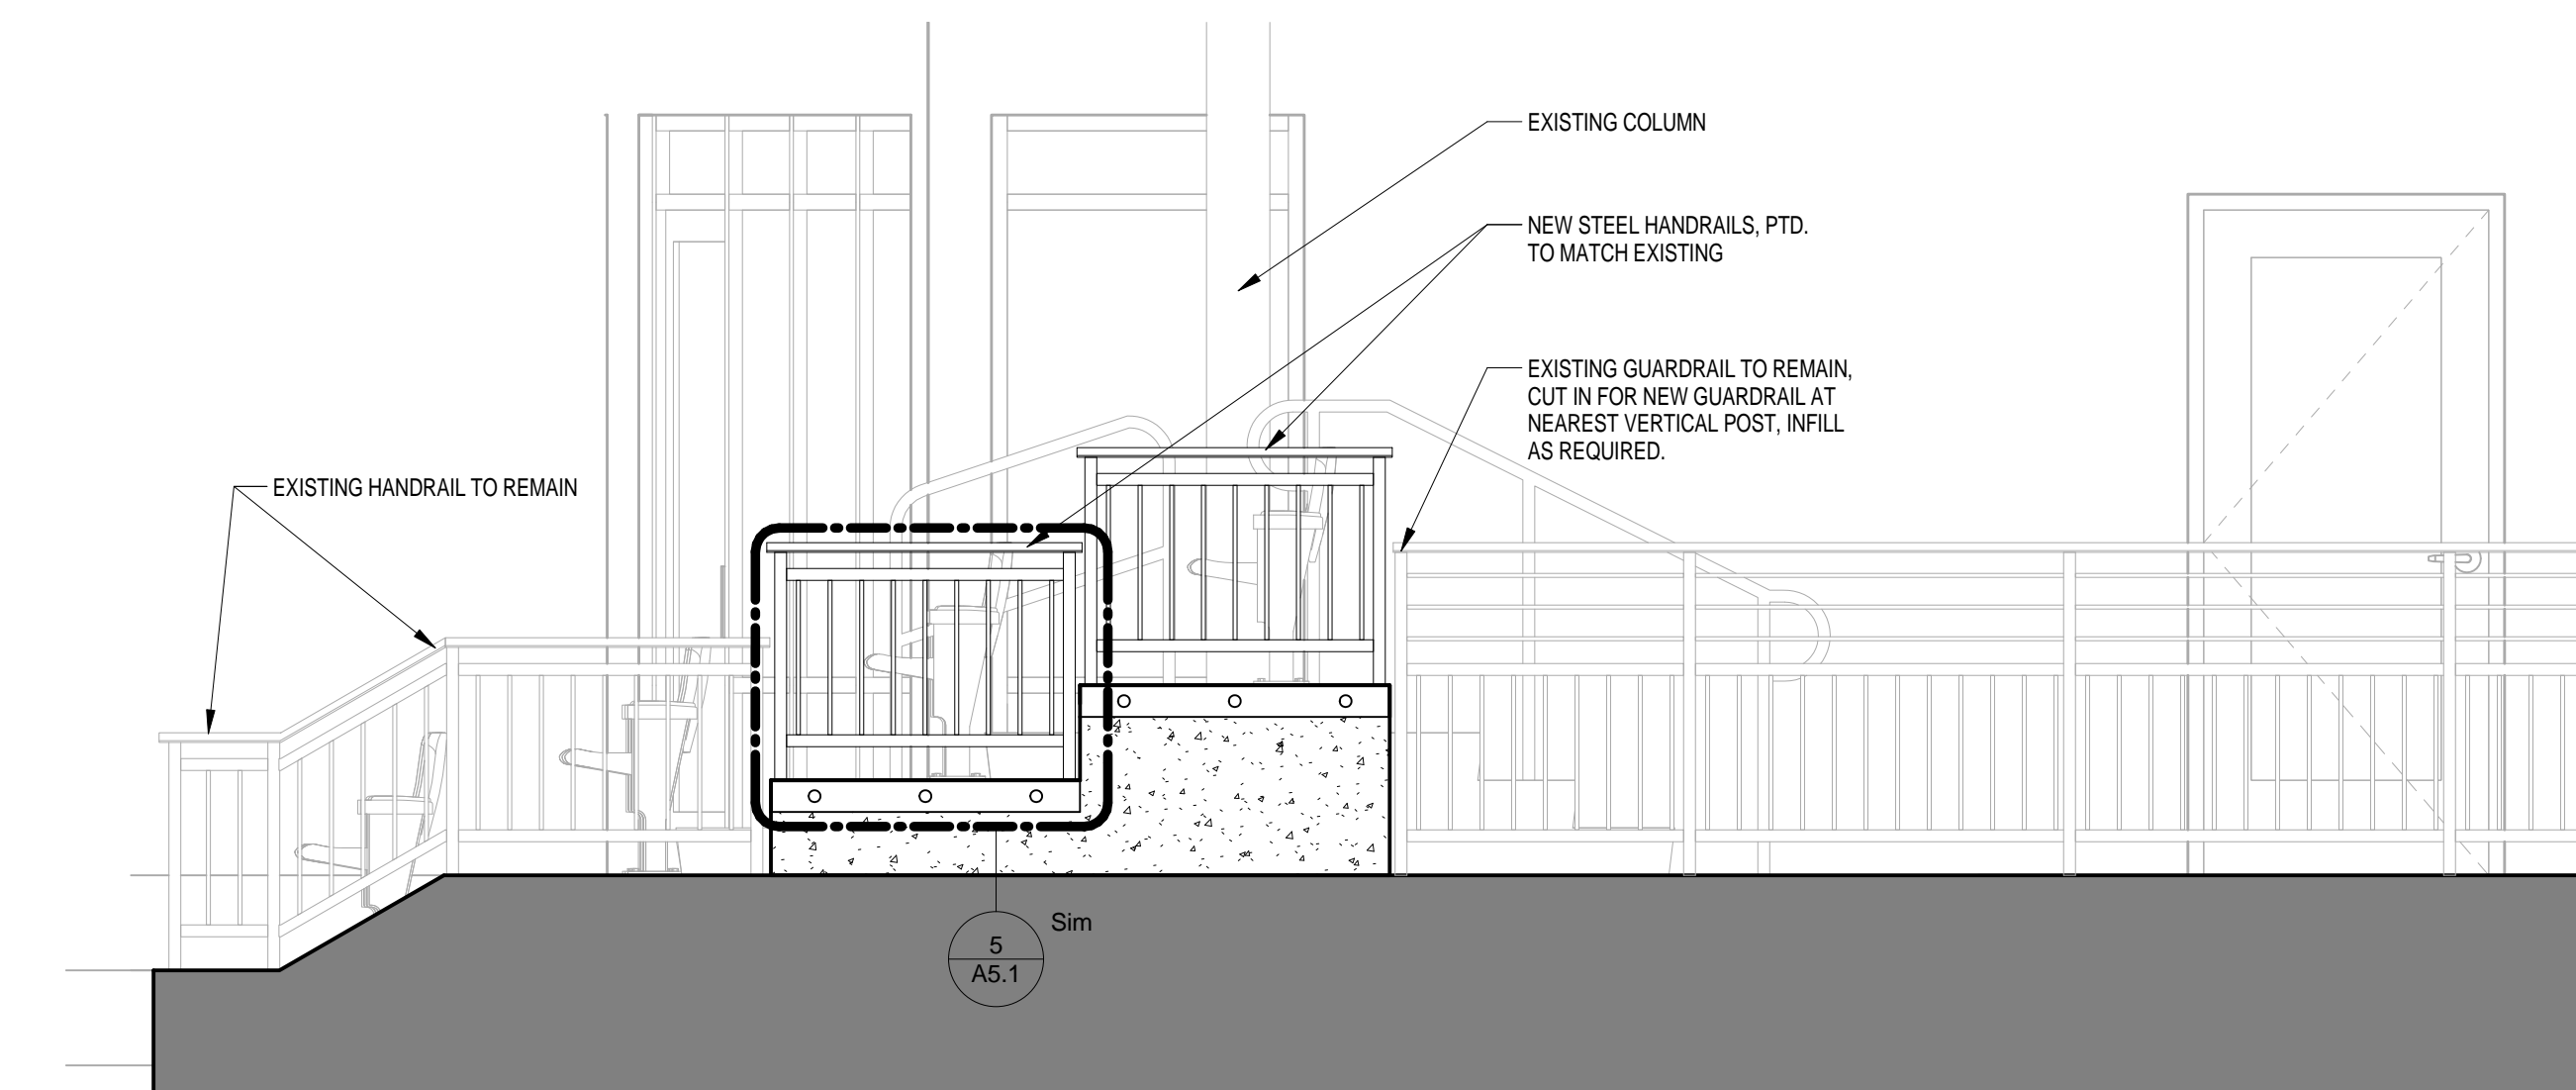 EXISTING COLUMN
NEW STEEL HANDRAILS, PTD.
TO MATCH EXISTING
EXISTING GUARDRAIL TO REMAIN,
CUT IN FOR NEW GUARDRAIL AT
NEAREST VERTICAL POST, INFILL
AS REQUIRED.
EXISTING HANDRAIL TO REMAIN
Sim
5
A5.1